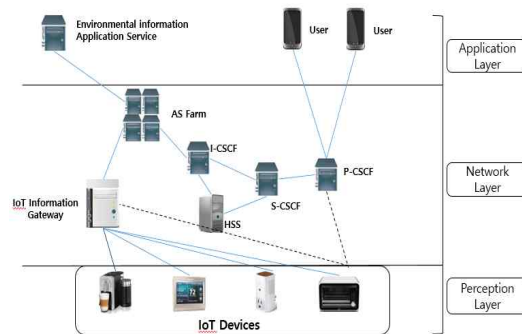 Environmental information
Application Service
User
User
Application
Layer
AS Farm
I-CSCF
P-CSCF
S-CSCF
HSS
IoT Information
Gateway
Network
Layer
72
IoT Devices
Perception
Layer